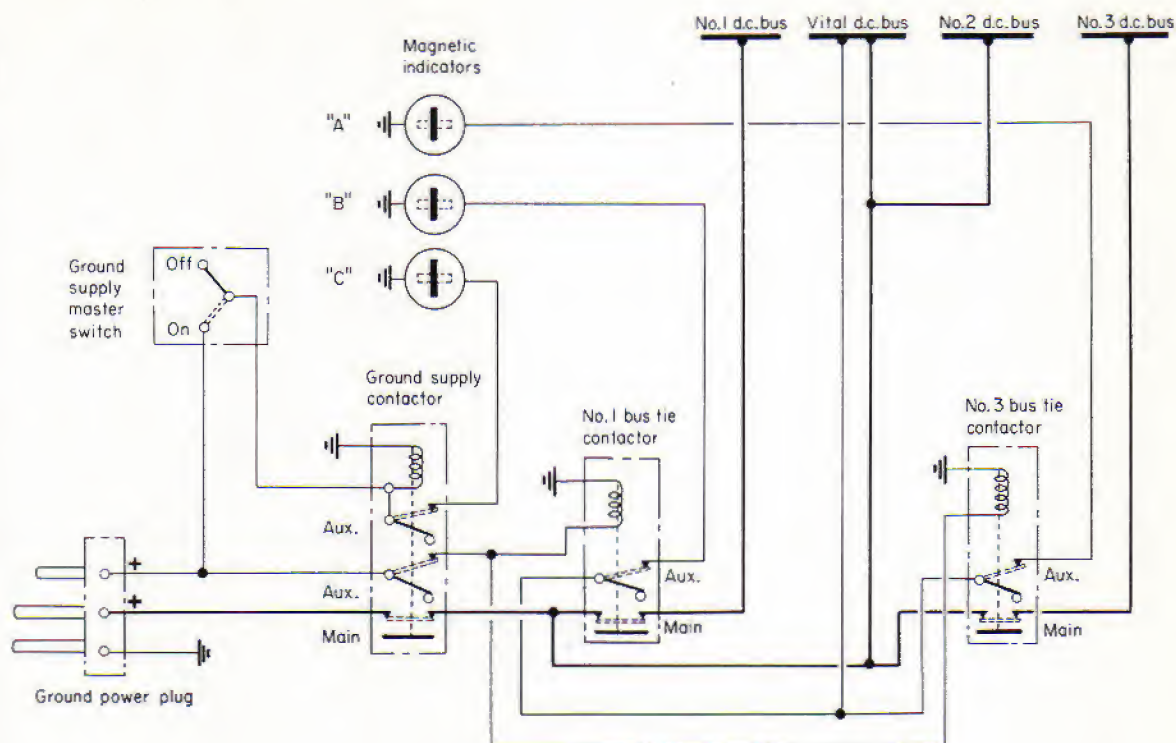 No.1 d.c.bus
Vital d.c.bus
No.2 d.c.bus
No.3 d.c.bus
Magnetic
indicators
"A"
"B"
"C"
Ground
supply
master
switch
Off
On
Ground supply
contactor
No.1 bus tie
contactor
No.3 bus tie
contactor
Aux.
Aux.
Main
Aux.
Main
Aux.
Main
+
+
Ground power plug